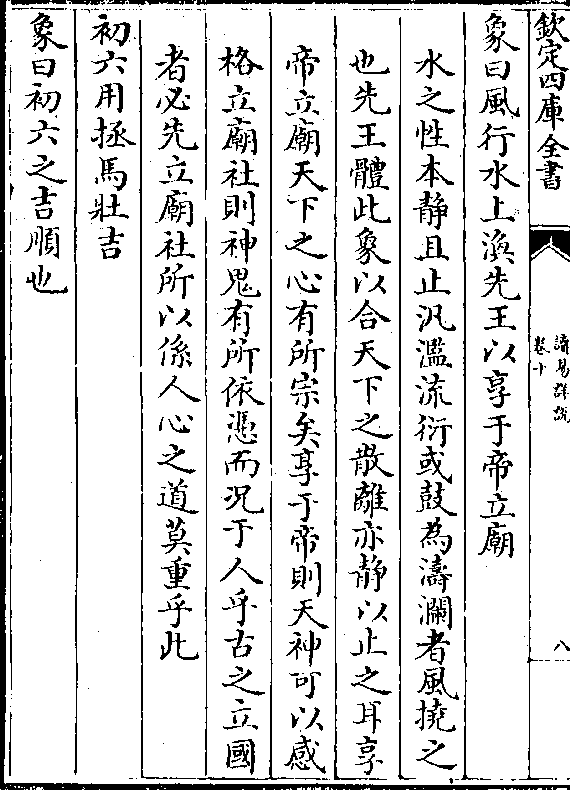 欽定四庫全書
讀易詳說
卷十
八
象曰風行水上渙先王以享于帝立廟
水之性本靜且止汎濫流衍或鼓為濤瀾者風撓之
也先王體此象以合天下之散離亦靜以止之耳享
帝立廟天下之心有所宗矣享于帝則天神可以感
格立廟社則神鬼有所依憑而況于人乎古之立國
者必先立廟社所以係人心之道莫重乎此
初六用拯馬壯吉
象曰初六之吉順也